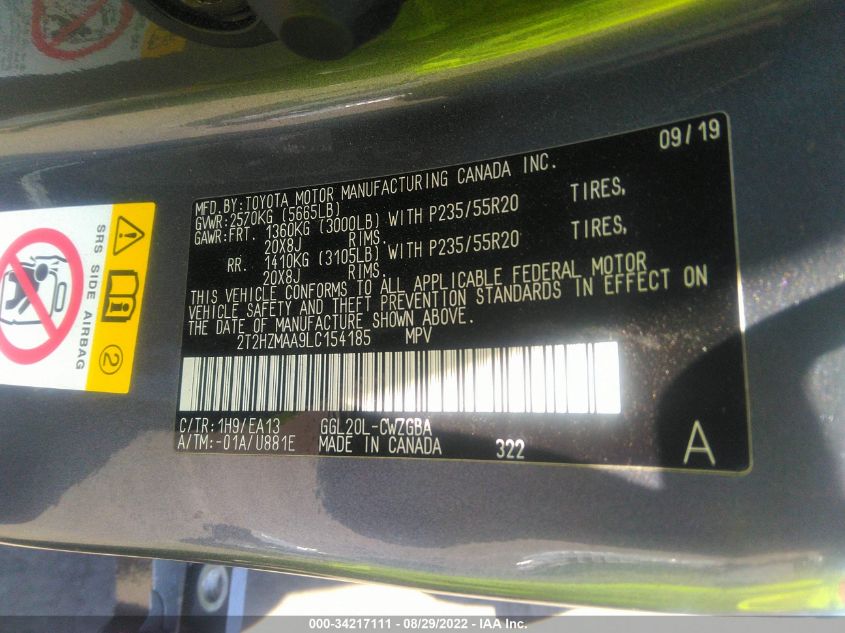 09/19
MFD. BY:TOYOTA MOTOR MANUFACTURING CANADA INC.
GVWR:2570KG (5665LB)
GAWR:FRT. 1360KG (3000LB) WITH P235/55R20 TIRES,
20X8J RIMS.
RR. 1410KG (3105LB) WITH P235/55R20 TIRES,
20X8J RIMS.
THIS VEHICLE CONFORMS TO ALL APPLICABLE FEDERAL MOTOR
VEHICLE SAFETY AND THEFT PREVENTION STANDARDS IN EFFECT ON
THE DATE OF MANUFACTURE SHOWN ABOVE.
2T2HZMAA9LC154185 MPV
C/TR: 1H9/EA13 GGL20L-CWZGBA
A/TM:-01A/U881E MADE IN CANADA 322
A
SRS SIDE AIRBAG
2
000-34217111 - 08/29/2022 - IAA Inc.